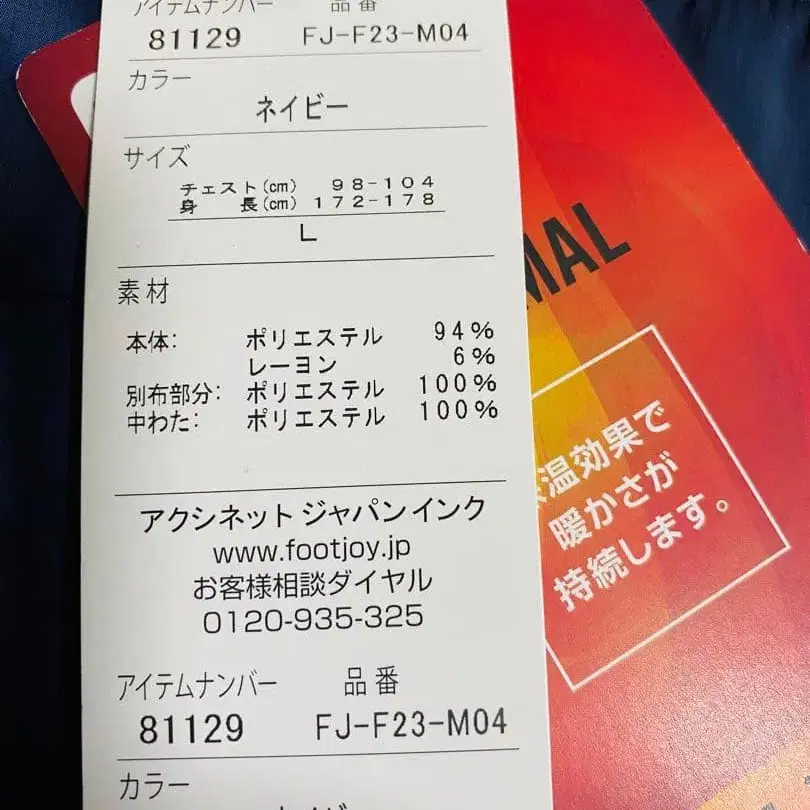 アイテムナンバー 品番
81129 FJ-F23-M04
カラー
ネイビー
サイズ
チェスト(cm) 98-104
身長(cm) 172-178
L
素材
本体: ポリエステル 94%
レーヨン 6%
別布部分: ポリエステル 100%
中わた: ポリエステル 100%
アクシネット ジャパンインク
www.footjoy.jp
お客様相談ダイヤル
0120-935-325
アイテムナンバー 品番
81129 FJ-F23-M04
カラー
ネイビー
MAL
温効果で
暖かさが
持続します。